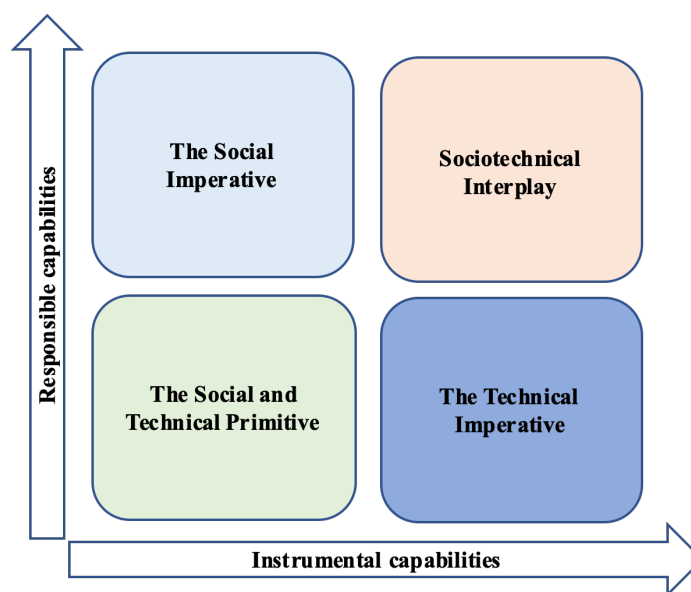 Responsible capabilities
The Social
Imperative
Sociotechnical
Interplay
The Social and
Technical Primitive
The Technical
Imperative
Instrumental capabilities